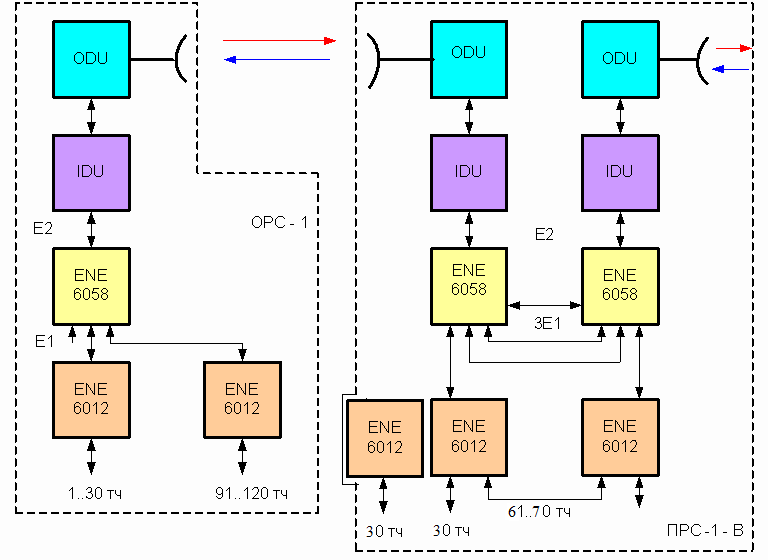 ODU
IDU
E2
ОРС - 1
ENE
6058
E1
ENE
6012
ENE
6012
1..30 тч
91..120 тч
ODU
ODU
IDU
IDU
E2
ENE
6058
ENE
6058
3E1
ENE
6012
ENE
6012
ENE
6012
30 тч
30 тч
61..70 тч
ПРС-1 - В